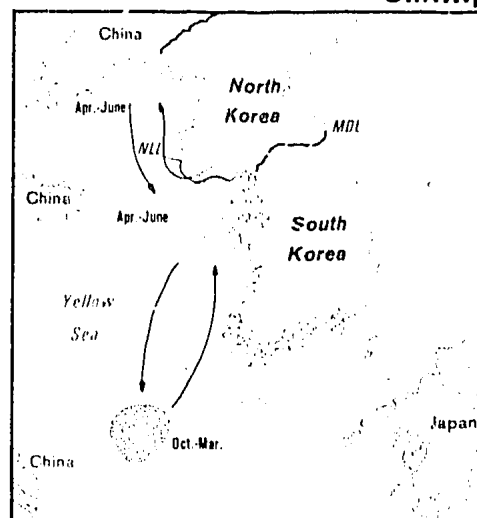 China
North
Korea
Apr.-June
MDL
NLL
China
Apr.-June
South
Korea
Yellow
Sea
Oct.-Mar.
Japan
China